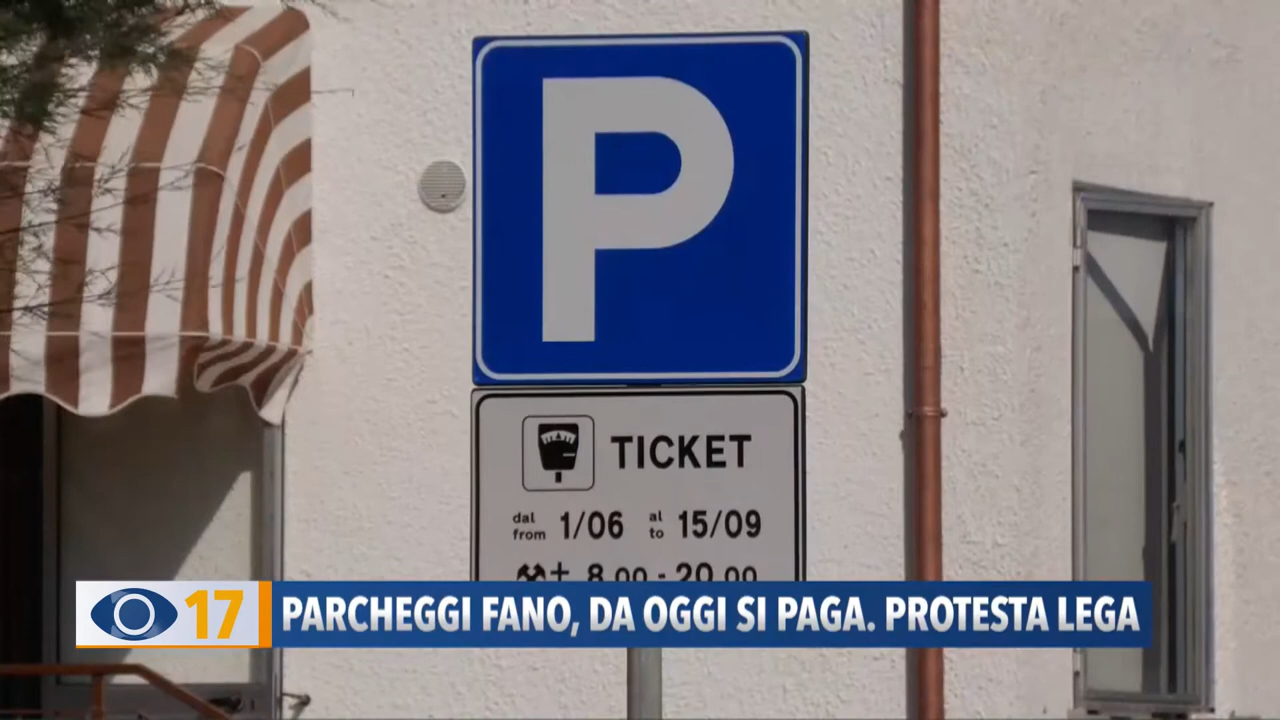 P
TICKET
dal from 1/06 al to 15/09
+ 8.00 - 20.00
17
PARCHEGGI FANO, DA OGGI SI PAGA. PROTESTA LEGA